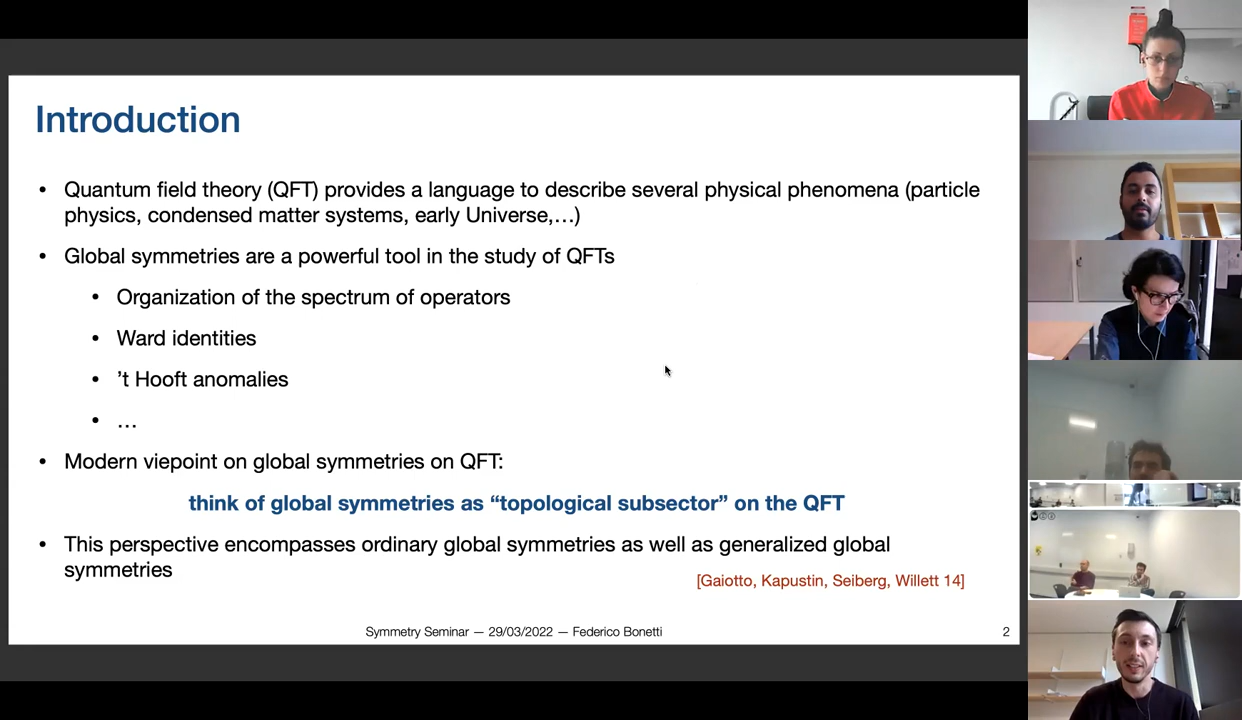 Introduction
• Quantum field theory (QFT) provides a language to describe several physical phenomena (particle
physics, condensed matter systems, early Universe,…)
• Global symmetries are a powerful tool in the study of QFTs
• Organization of the spectrum of operators
• Ward identities
• ’t Hooft anomalies
• …
• Modern viepoint on global symmetries on QFT:
think of global symmetries as “topological subsector” on the QFT
• This perspective encompasses ordinary global symmetries as well as generalized global
symmetries
[Gaiotto, Kapustin, Seiberg, Willett 14]
Symmetry Seminar — 29/03/2022 — Federico Bonetti
2